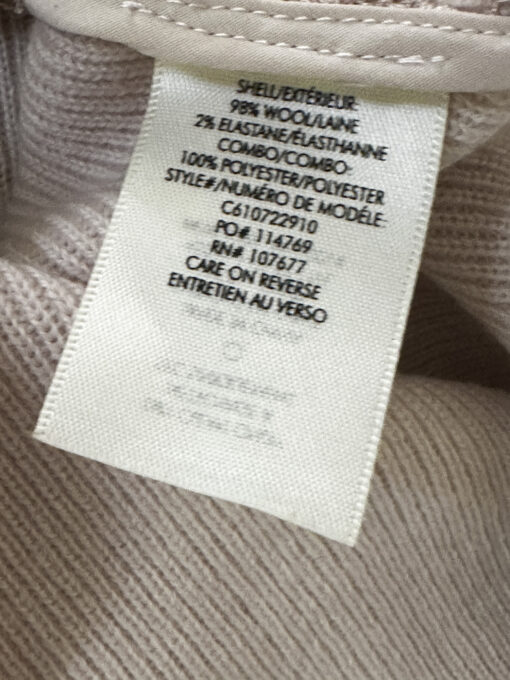 SHELL/EXTÉRIEUR:
98% WOOL/LAINE
2% ELASTANE/ÉLASTHANNE
COMBO/COMBO:
100% POLYESTER/POLYESTER
STYLE#/NUMÉRO DE MODÉLE:
C610722910
PO# 114769
RN# 107677
CARE ON REVERSE
ENTRETIEN AU VERSO